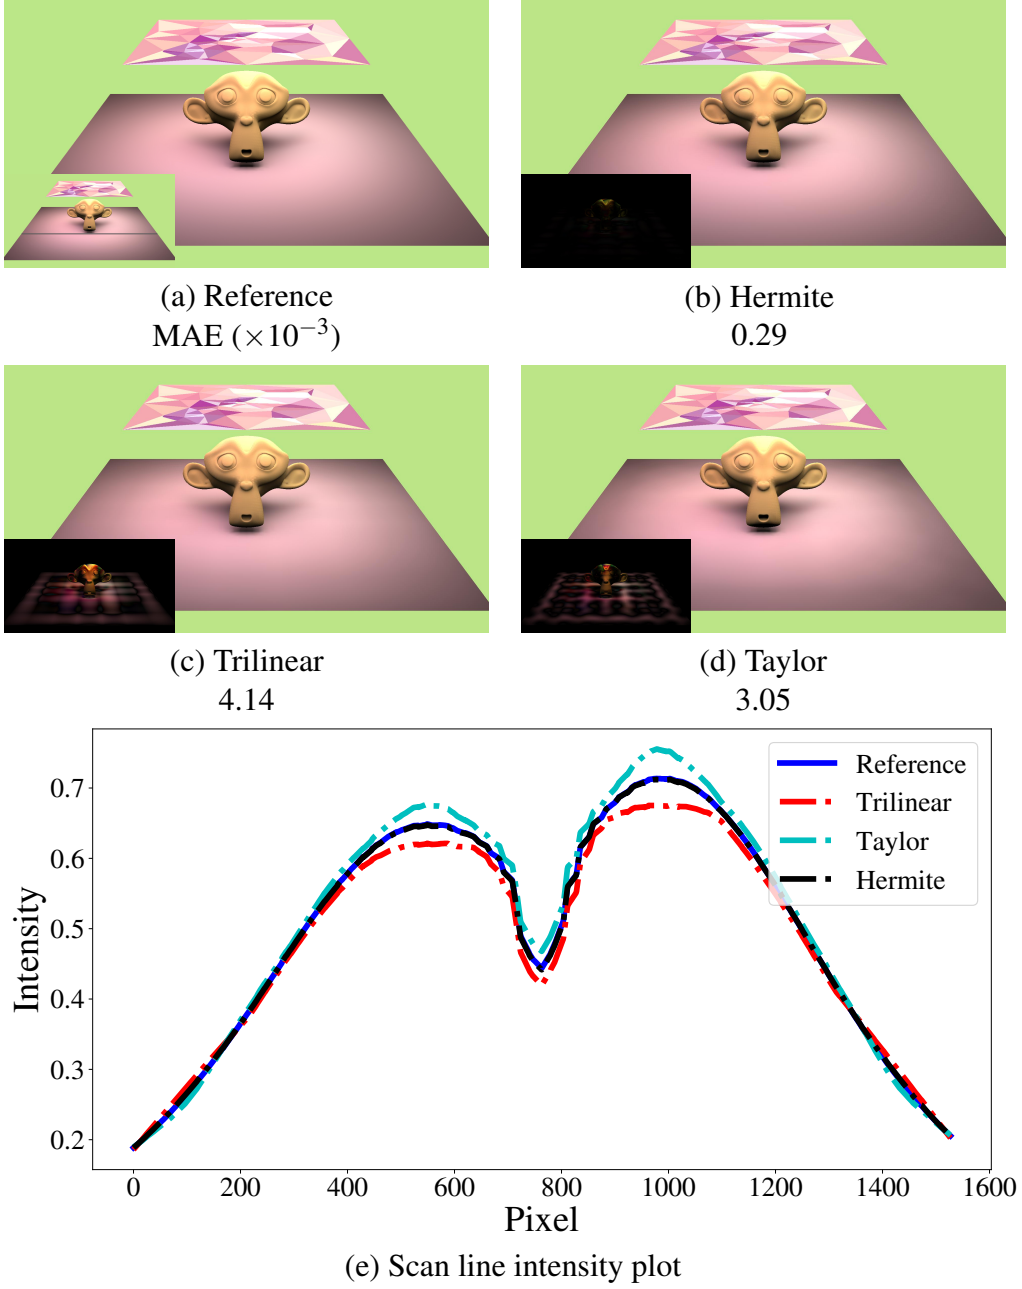 (a) Reference
MAE (×10⁻³)
(b) Hermite
0.29
(c) Trilinear
4.14
(d) Taylor
3.05
Intensity
0.7
0.6
0.5
0.4
0.3
0.2
Reference
Trilinear
Taylor
Hermite
0 200 400 600 800 1000 1200 1400 1600
Pixel
(e) Scan line intensity plot